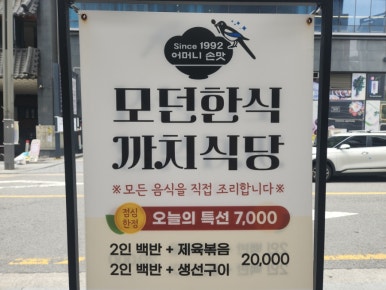 Since 1992
어머니 손맛
모던한식
까치식당
※모든 음식을 직접 조리합니다※
점심
한정
오늘의 특선 7,000
2인 백반 + 제육볶음
2인 백반 + 생선구이
20,000